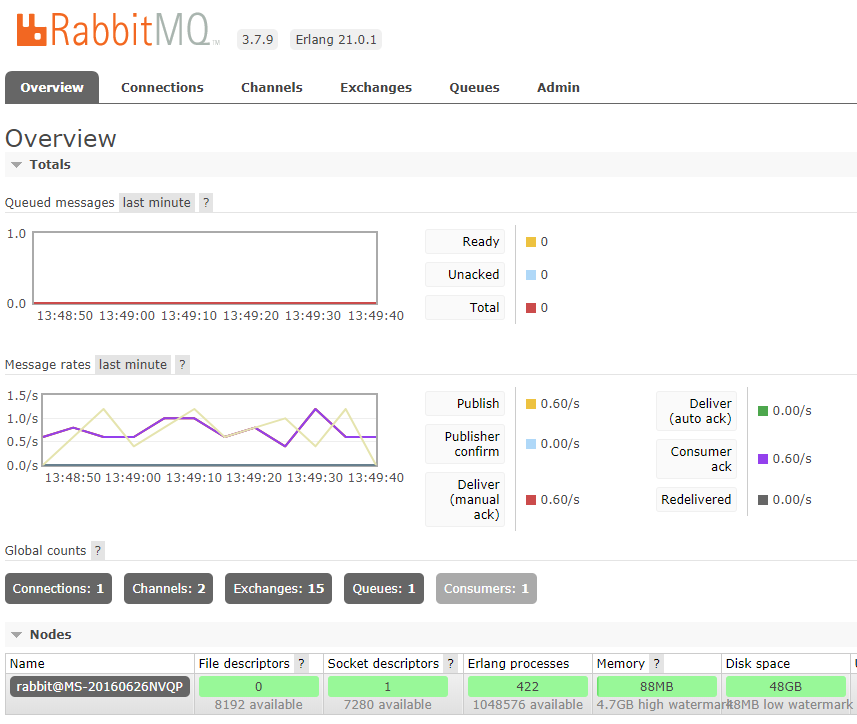 RabbitMQ TM 3.7.9 Erlang 21.0.1
Overview Connections Channels Exchanges Queues Admin
Overview
Totals
Queued messages last minute ?
1.0
0.0
13:48:50 13:49:00 13:49:10 13:49:20 13:49:30 13:49:40
Ready 0
Unacked 0
Total 0
Message rates last minute ?
1.5/s
1.0/s
0.5/s
0.0/s
13:48:50 13:49:00 13:49:10 13:49:20 13:49:30 13:49:40
Publish 0.60/s
Publisher
confirm 0.00/s
Deliver
(manual
ack) 0.60/s
Deliver
(auto ack) 0.00/s
Consumer
ack 0.60/s
Redelivered 0.00/s
Global counts ?
Connections: 1 Channels: 2 Exchanges: 15 Queues: 1 Consumers: 1
Nodes
Name File descriptors ? Socket descriptors ? Erlang processes Memory ? Disk space
rabbit@MS-20160626NVQP 0 1 422 88MB 48GB
8192 available 7280 available 1048576 available 4.7GB high watermark 48MB low watermark